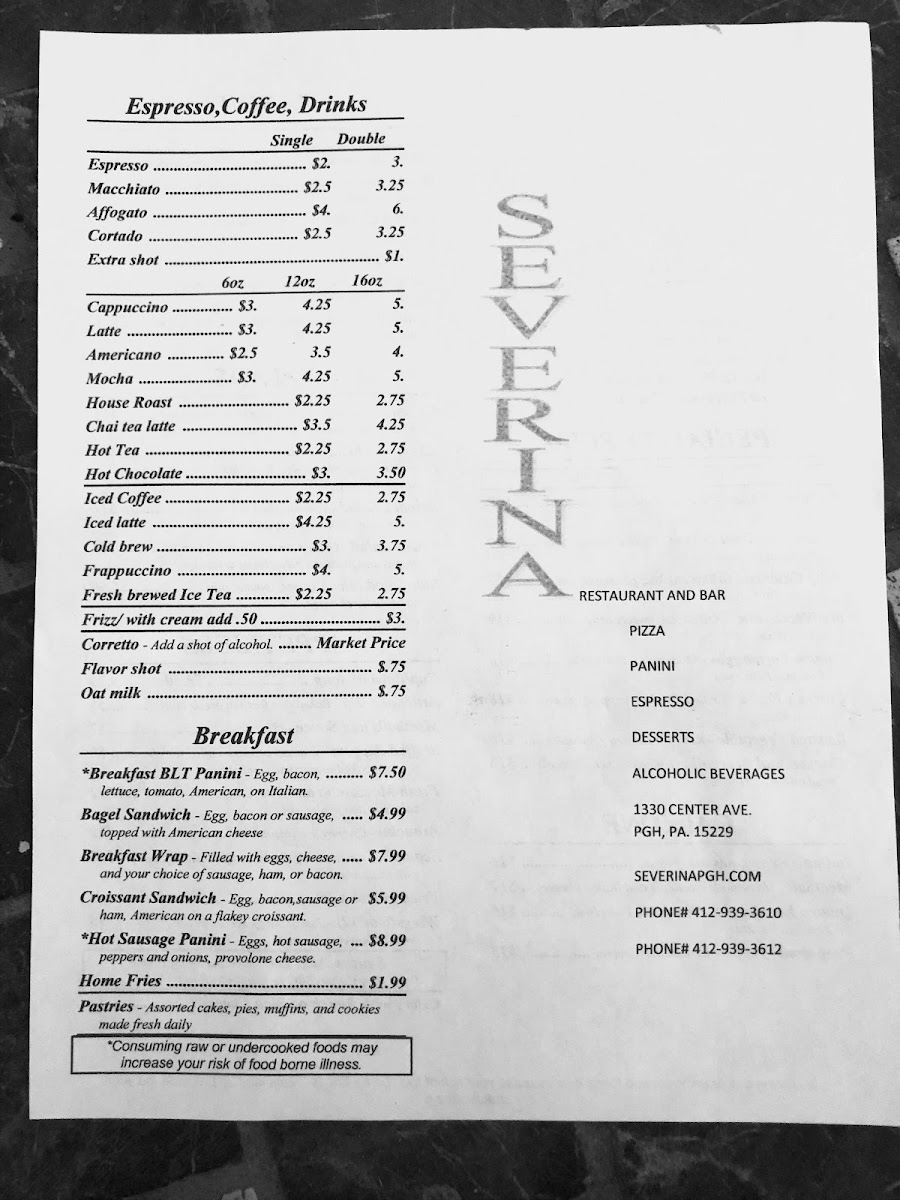 Espresso,Coffee, Drinks
Single Double
Espresso ..................................... $2. 3.
Macchiato ................................ $2.5 3.25
Affogato ..................................... $4. 6.
Cortado .................................... $2.5 3.25
Extra shot .................................................... $1.
6oz 12oz 16oz
Cappuccino ............... $3. 4.25 5.
Latte .......................... $3. 4.25 5.
Americano .............. $2.5 3.5 4.
Mocha ....................... $3. 4.25 5.
House Roast ........................... $2.25 2.75
Chai tea latte ............................ $3.5 4.25
Hot Tea ................................... $2.25 2.75
Hot Chocolate ............................. $3. 3.50
Iced Coffee .............................. $2.25 2.75
Iced latte ................................. $4.25 5.
Cold brew .................................... $3. 3.75
Frappuccino ............................... $4. 5.
Fresh brewed Ice Tea ............. $2.25 2.75
Frizz/ with cream add .50 ............................. $3.
Corretto - Add a shot of alcohol. ........ Market Price
Flavor shot ................................................. $.75
Oat milk ...................................................... $.75
Breakfast
*Breakfast BLT Panini - Egg, bacon, ......... $7.50
lettuce, tomato, American, on Italian.
Bagel Sandwich - Egg, bacon or sausage, ..... $4.99
topped with American cheese
Breakfast Wrap - Filled with eggs, cheese, ..... $7.99
and your choice of sausage, ham, or bacon.
Croissant Sandwich - Egg, bacon,sausage or $5.99
ham, American on a flakey croissant.
*Hot Sausage Panini - Eggs, hot sausage, ... $8.99
peppers and onions, provolone cheese.
Home Fries ................................................ $1.99
Pastries - Assorted cakes, pies, muffins, and cookies
made fresh daily
*Consuming raw or undercooked foods may
increase your risk of food borne illness.
SEVERINA
RESTAURANT AND BAR
PIZZA
PANINI
ESPRESSO
DESSERTS
ALCOHOLIC BEVERAGES
1330 CENTER AVE.
PGH, PA. 15229
SEVERINAPGH.COM
PHONE# 412-939-3610
PHONE# 412-939-3612